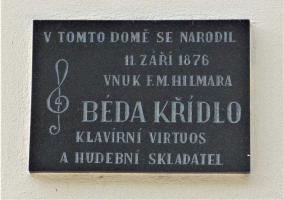 V TOMTO DOMĚ SE NARODIL
11. ZÁŘÍ 1876
VNUK F. M. HILMARA
BÉDA KŘÍDLO
KLAVÍRNÍ VIRTUOS
A HUDEBNÍ SKLADATEL